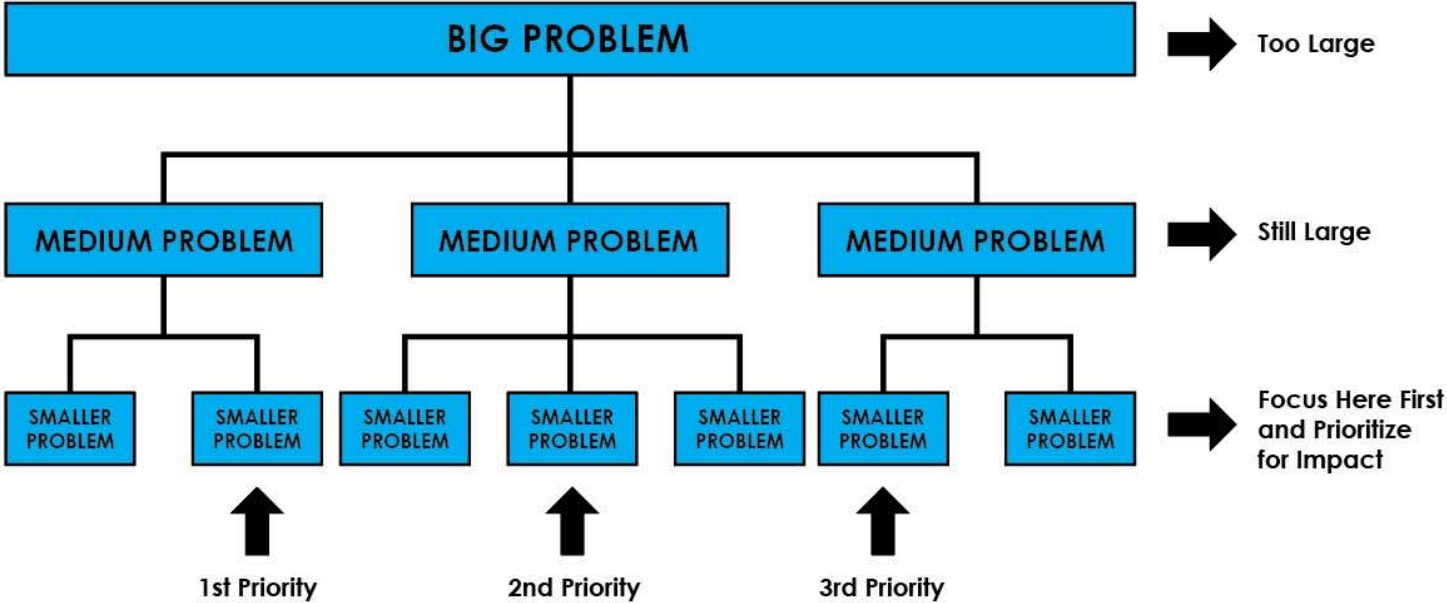 BIG PROBLEM
Too Large
MEDIUM PROBLEM
MEDIUM PROBLEM
MEDIUM PROBLEM
Still Large
SMALLER
PROBLEM
SMALLER
PROBLEM
SMALLER
PROBLEM
SMALLER
PROBLEM
SMALLER
PROBLEM
SMALLER
PROBLEM
SMALLER
PROBLEM
Focus Here First
and Prioritize
for Impact
1st Priority
2nd Priority
3rd Priority